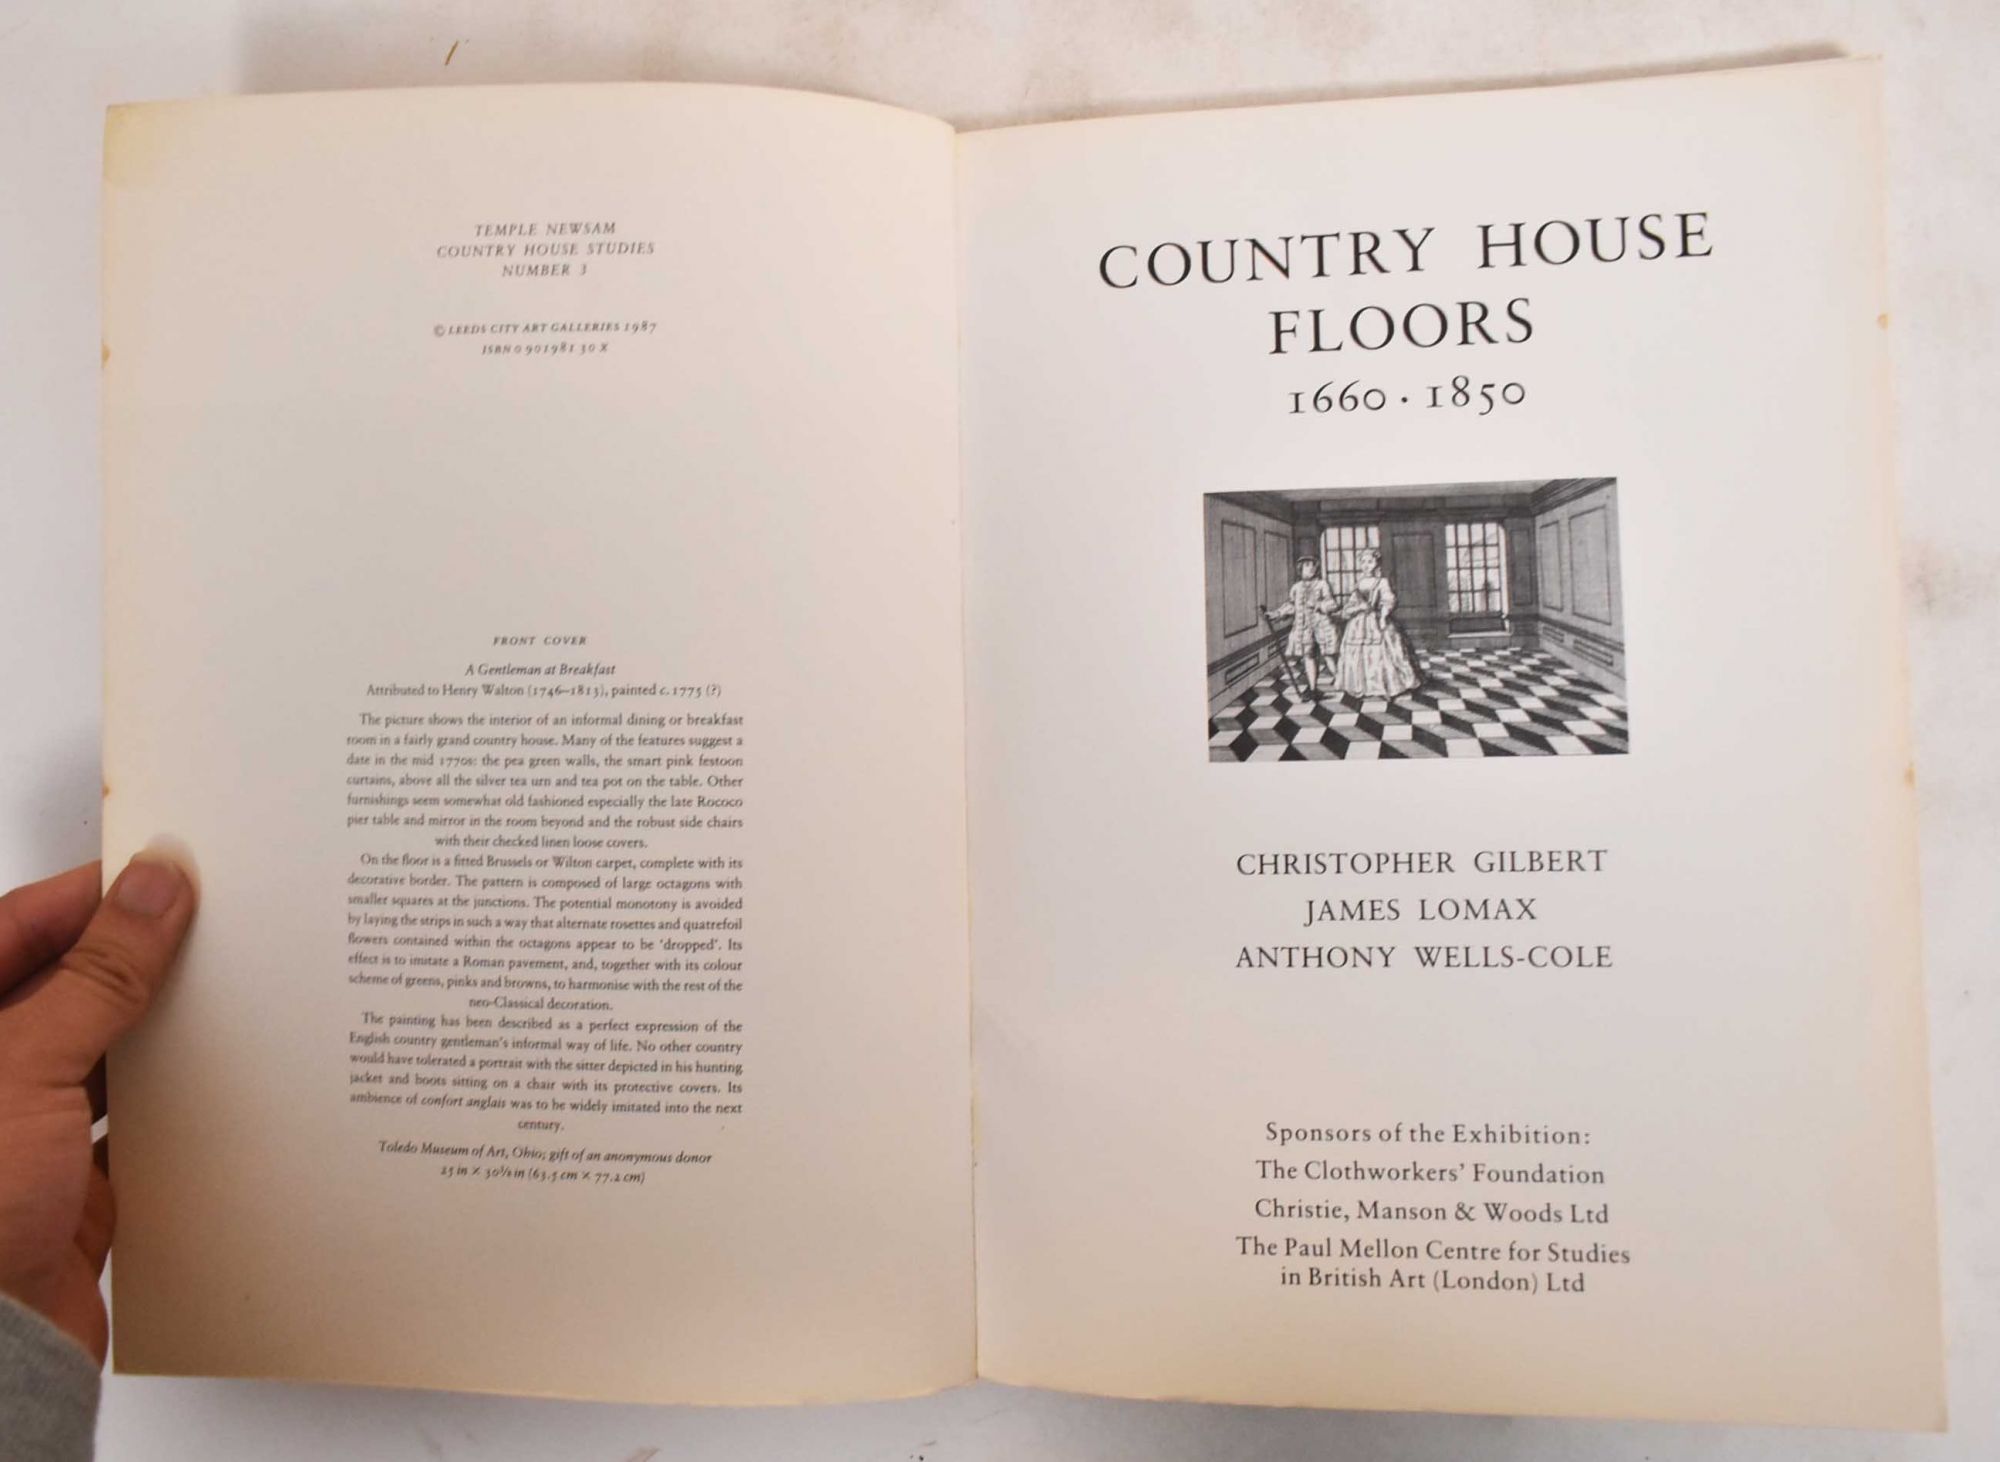 TEMPLE NEWSAM
COUNTRY HOUSE STUDIES
NUMBER 3
© LEEDS CITY ART GALLERIES 1987
ISBN 0 901981 30 X
FRONT COVER
A Gentleman at Breakfast
Attributed to Henry Walton (1746–1813), painted c. 1775 (?)
The picture shows the interior of an informal dining or breakfast
room in a fairly grand country house. Many of the features suggest a
date in the mid 1770s: the pea green walls, the smart pink festoon
curtains, above all the silver tea urn and tea pot on the table. Other
furnishings seem somewhat old fashioned especially the late Rococo
pier table and mirror in the room beyond and the robust side chairs
with their checked linen loose covers.
On the floor is a fitted Brussels or Wilton carpet, complete with its
decorative border. The pattern is composed of large octagons with
smaller squares at the junctions. The potential monotony is avoided
by laying the strips in such a way that alternate rosettes and quatrefoil
flowers contained within the octagons appear to be 'dropped'. Its
effect is to imitate a Roman pavement, and, together with its colour
scheme of greens, pinks and browns, to harmonise with the rest of the
neo-Classical decoration.
The painting has been described as a perfect expression of the
English country gentleman's informal way of life. No other country
would have tolerated a portrait with the sitter depicted in his hunting
jacket and boots sitting on a chair with its protective covers. Its
ambience of confort anglais was to be widely imitated into the next
century.
Toledo Museum of Art, Ohio; gift of an anonymous donor
25 in × 30⅜ in (63.5 cm × 77.2 cm)
COUNTRY HOUSE
FLOORS
1660 · 1850
CHRISTOPHER GILBERT
JAMES LOMAX
ANTHONY WELLS-COLE
Sponsors of the Exhibition:
The Clothworkers' Foundation
Christie, Manson & Woods Ltd
The Paul Mellon Centre for Studies
in British Art (London) Ltd